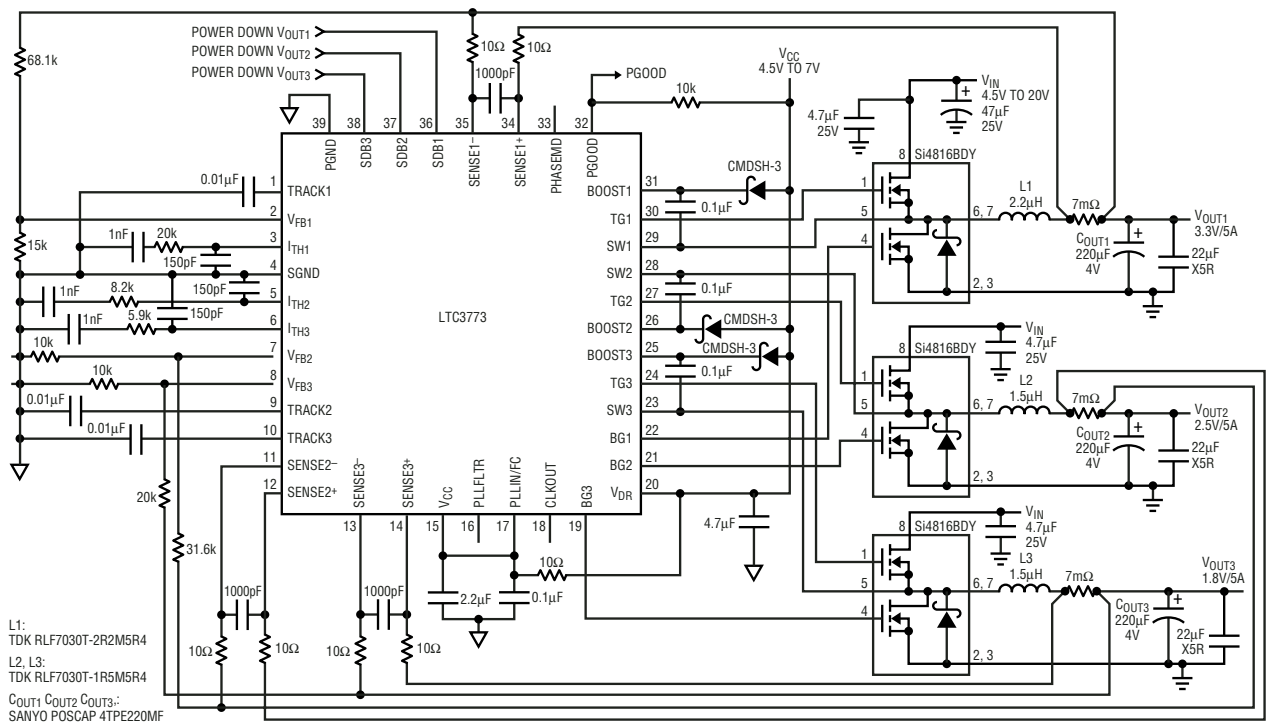 POWER DOWN VOUT1
POWER DOWN VOUT2
POWER DOWN VOUT3
68.1k
10Ω
10Ω
1000pF
PGOOD
10k
VCC
4.5V TO 7V
VIN
4.5V TO 20V
47µF
25V
4.7µF
25V
39 38 37 36 35 34 33 32
PGND
SDB3
SDB2
SDB1
SENSE1–
SENSE1+
PHASEMD
PGOOD
0.01µF
1 TRACK1
2 VFB1
15k
1nF
20k
3 ITH1
150pF
4 SGND
150pF
1nF
8.2k
5 ITH2
150pF
1nF
5.9k
6 ITH3
10k
7 VFB2
10k
8 VFB3
0.01µF
9 TRACK2
0.01µF
10 TRACK3
11 SENSE2–
12 SENSE2+
LTC3773
BOOST1 31
CMDSH-3
0.1µF
TG1 30
SW1 29
SW2 28
0.1µF
TG2 27
BOOST2 26
CMDSH-3
BOOST3 25
CMDSH-3
0.1µF
TG3 24
SW3 23
BG1 22
BG2 21
VDR 20
4.7µF
SENSE3–
SENSE3+
VCC
PLLFLTR
PLLIN/FC
CLKOUT
BG3
13 14 15 16 17 18 19
20k
31.6k
1000pF
1000pF
10Ω
10Ω
10Ω
10Ω
2.2µF
0.1µF
10Ω
8 Si4816BDY
1
5
4
6, 7
2, 3
L1
2.2µH
7mΩ
VOUT1
3.3V/5A
COUT1
220µF
4V
22µF
X5R
VIN
4.7µF
25V
8 Si4816BDY
1
5
4
6, 7
2, 3
L2
1.5µH
7mΩ
VOUT2
2.5V/5A
COUT2
220µF
4V
22µF
X5R
VIN
4.7µF
25V
8 Si4816BDY
1
5
4
6, 7
2, 3
L3
1.5µH
7mΩ
VOUT3
1.8V/5A
COUT3
220µF
4V
22µF
X5R
L1:
TDK RLF7030T-2R2M5R4
L2, L3:
TDK RLF7030T-1R5M5R4
COUT1 COUT2 COUT3,:
SANYO POSCAP 4TPE220MF